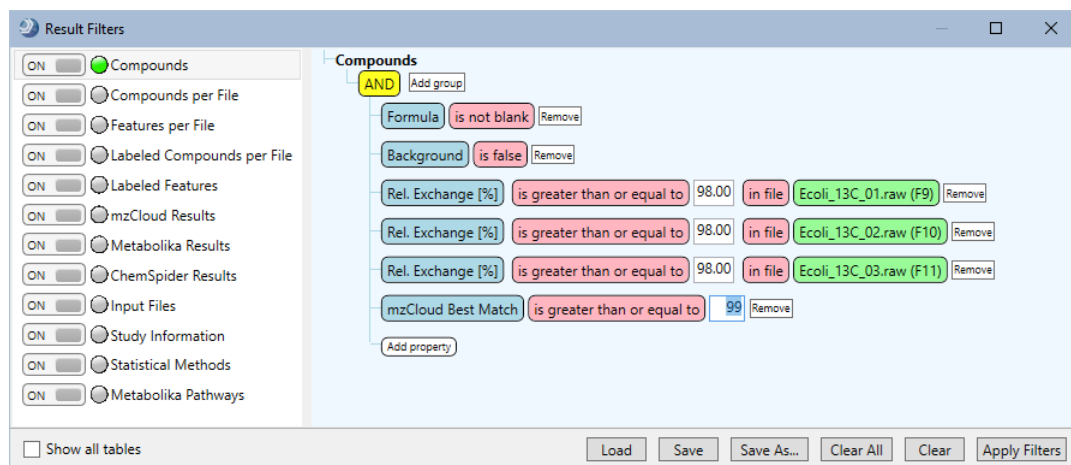 Result Filters
ON Compounds
ON Compounds per File
ON Features per File
ON Labeled Compounds per File
ON Labeled Features
ON mzCloud Results
ON Metabolika Results
ON ChemSpider Results
ON Input Files
ON Study Information
ON Statistical Methods
ON Metabolika Pathways
Compounds
AND Add group
Formula is not blank Remove
Background is false Remove
Rel. Exchange [%] is greater than or equal to 98.00 in file Ecoli_13C_01.raw (F9) Remove
Rel. Exchange [%] is greater than or equal to 98.00 in file Ecoli_13C_02.raw (F10) Remove
Rel. Exchange [%] is greater than or equal to 98.00 in file Ecoli_13C_03.raw (F11) Remove
mzCloud Best Match is greater than or equal to 99 Remove
Add property
Show all tables Load Save Save As... Clear All Clear Apply Filters